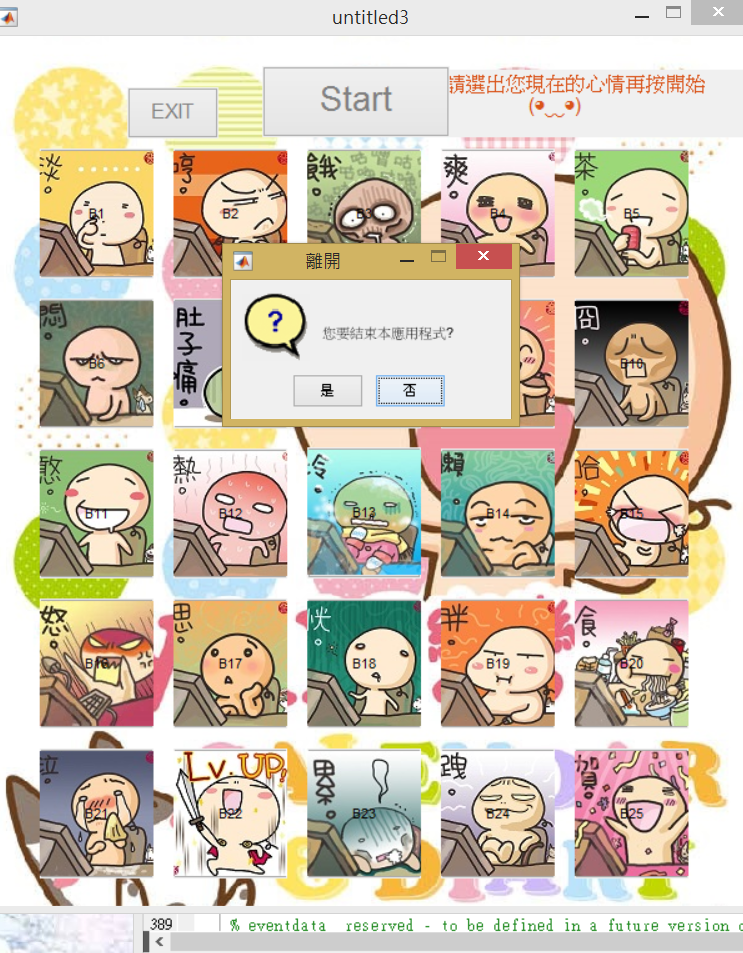 untitled3
EXIT
Start
請選出您現在的心情再按開始
(●‿‿●)
淡。
B1
哼。
B2
餓我。
B3
爽。
B4
茶。
B5
離開
?
您要結束本應用程式?
是
否
悶。
B6
肚子痛。
囧。
B10
憨。
B11
熱。
B12
冷。
B13
懶。
B14
哈。
B15
怒。
B16
思。
B17
恍。
B18
B19
食。
B20
泣。
B21
Lv.UP!
B22
累。
B23
跩。
B24
賀。
B25
389
% eventdata reserved - to be defined in a future version